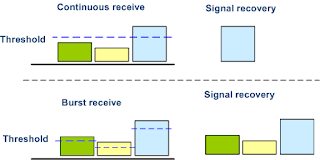 Continuous receive
Signal recovery
Threshold
Burst receive
Signal recovery
Threshold